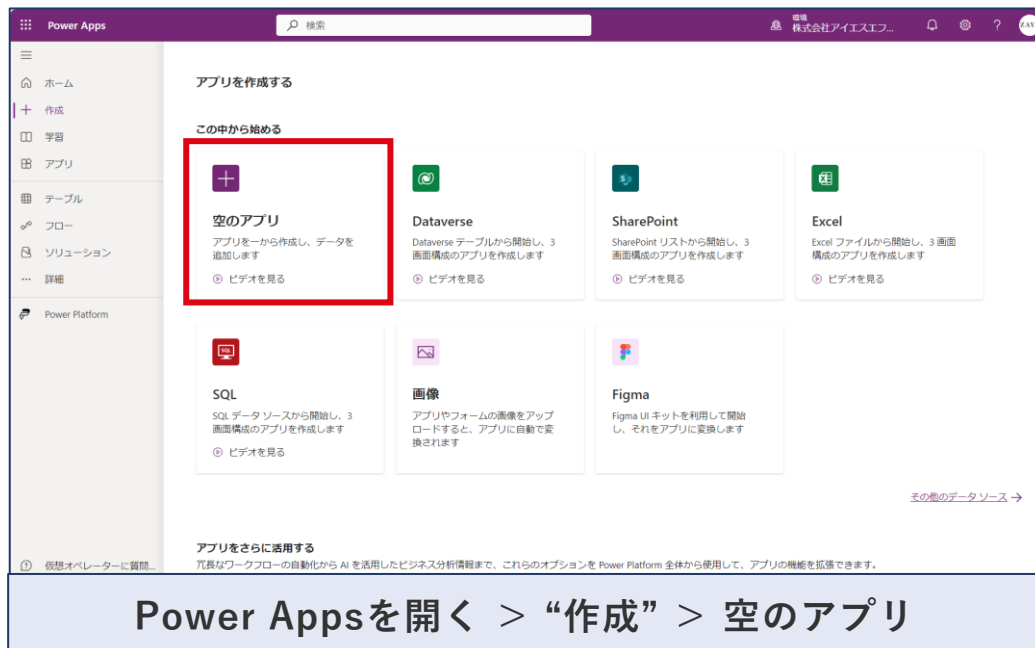 Power Apps
検索
環境
株式会社アイエスエフ...
?
ホーム
作成
学習
アプリ
テーブル
フロー
ソリューション
詳細
Power Platform
仮想オペレーターに質問...
アプリを作成する
この中から始める
空のアプリ
アプリを一から作成し、データを
追加します
ビデオを見る
Dataverse
Dataverse テーブルから開始し、3
画面構成のアプリを作成します
ビデオを見る
SharePoint
SharePoint リストから開始し、3
画面構成のアプリを作成します
ビデオを見る
Excel
Excel ファイルから開始し、3 画面
構成のアプリを作成します
ビデオを見る
SQL
SQL データ ソースから開始し、3
画面構成のアプリを作成します
ビデオを見る
画像
アプリやフォームの画像をアップ
ロードすると、アプリに自動で変
換されます
Figma
Figma UI キットを利用して開始
し、それをアプリに変換します
その他のデータ ソース →
アプリをさらに活用する
冗長なワークフローの自動化から AI を活用したビジネス分析情報まで、これらのオプションを Power Platform 全体から使用して、アプリの機能を拡張できます。
Power Appsを開く > “作成” > 空のアプリ